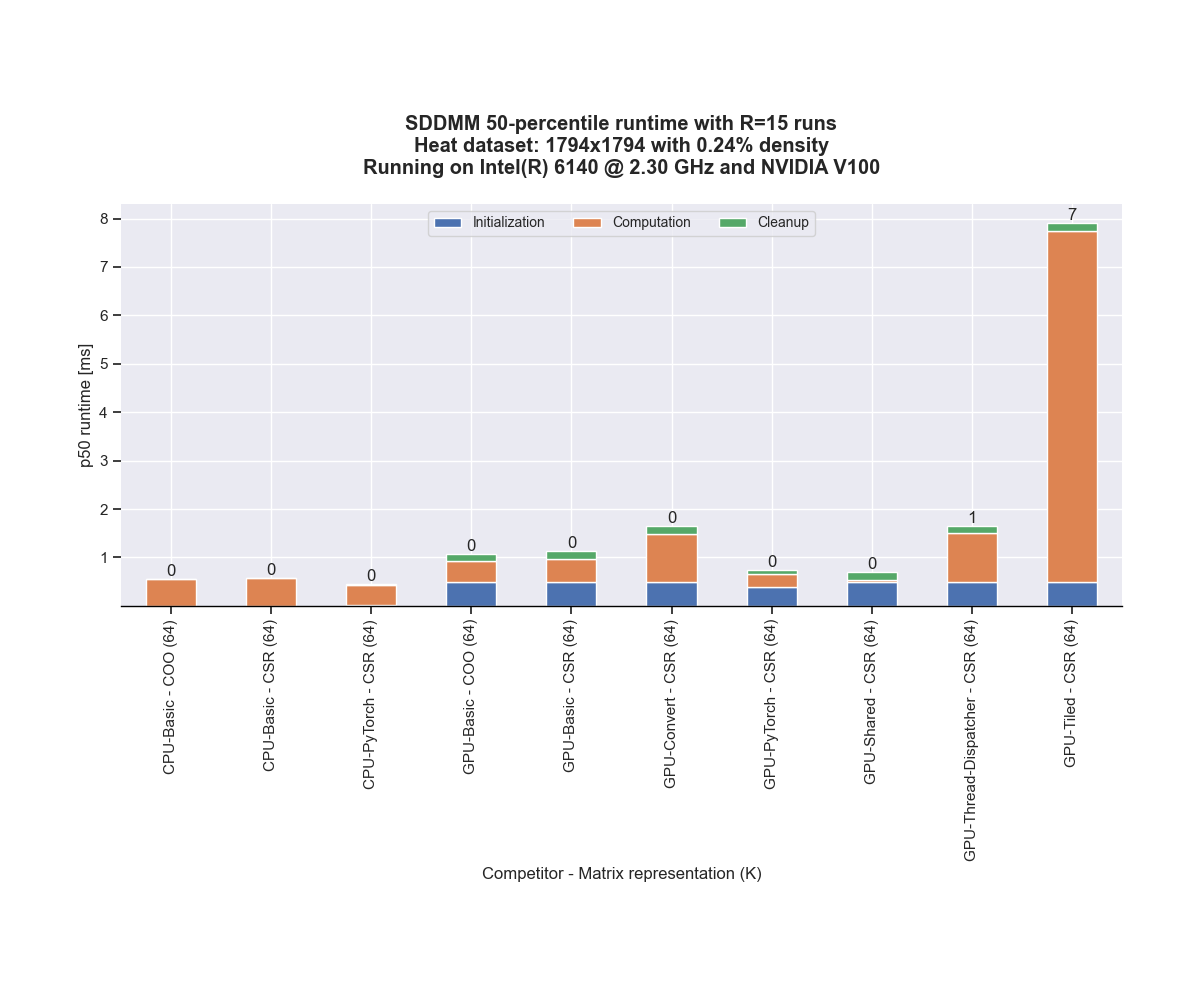 SDDMM 50-percentile runtime with R=15 runs
Heat dataset: 1794x1794 with 0.24% density
Running on Intel(R) 6140 @ 2.30 GHz and NVIDIA V100
Initialization Computation Cleanup
p50 runtime [ms]
8
7
6
5
4
3
2
1
0
0
0
0
0
0
0
0
1
7
CPU-Basic - COO (64)
CPU-Basic - CSR (64)
CPU-PyTorch - CSR (64)
GPU-Basic - COO (64)
GPU-Basic - CSR (64)
GPU-Convert - CSR (64)
GPU-PyTorch - CSR (64)
GPU-Shared - CSR (64)
GPU-Thread-Dispatcher - CSR (64)
GPU-Tiled - CSR (64)
Competitor - Matrix representation (K)